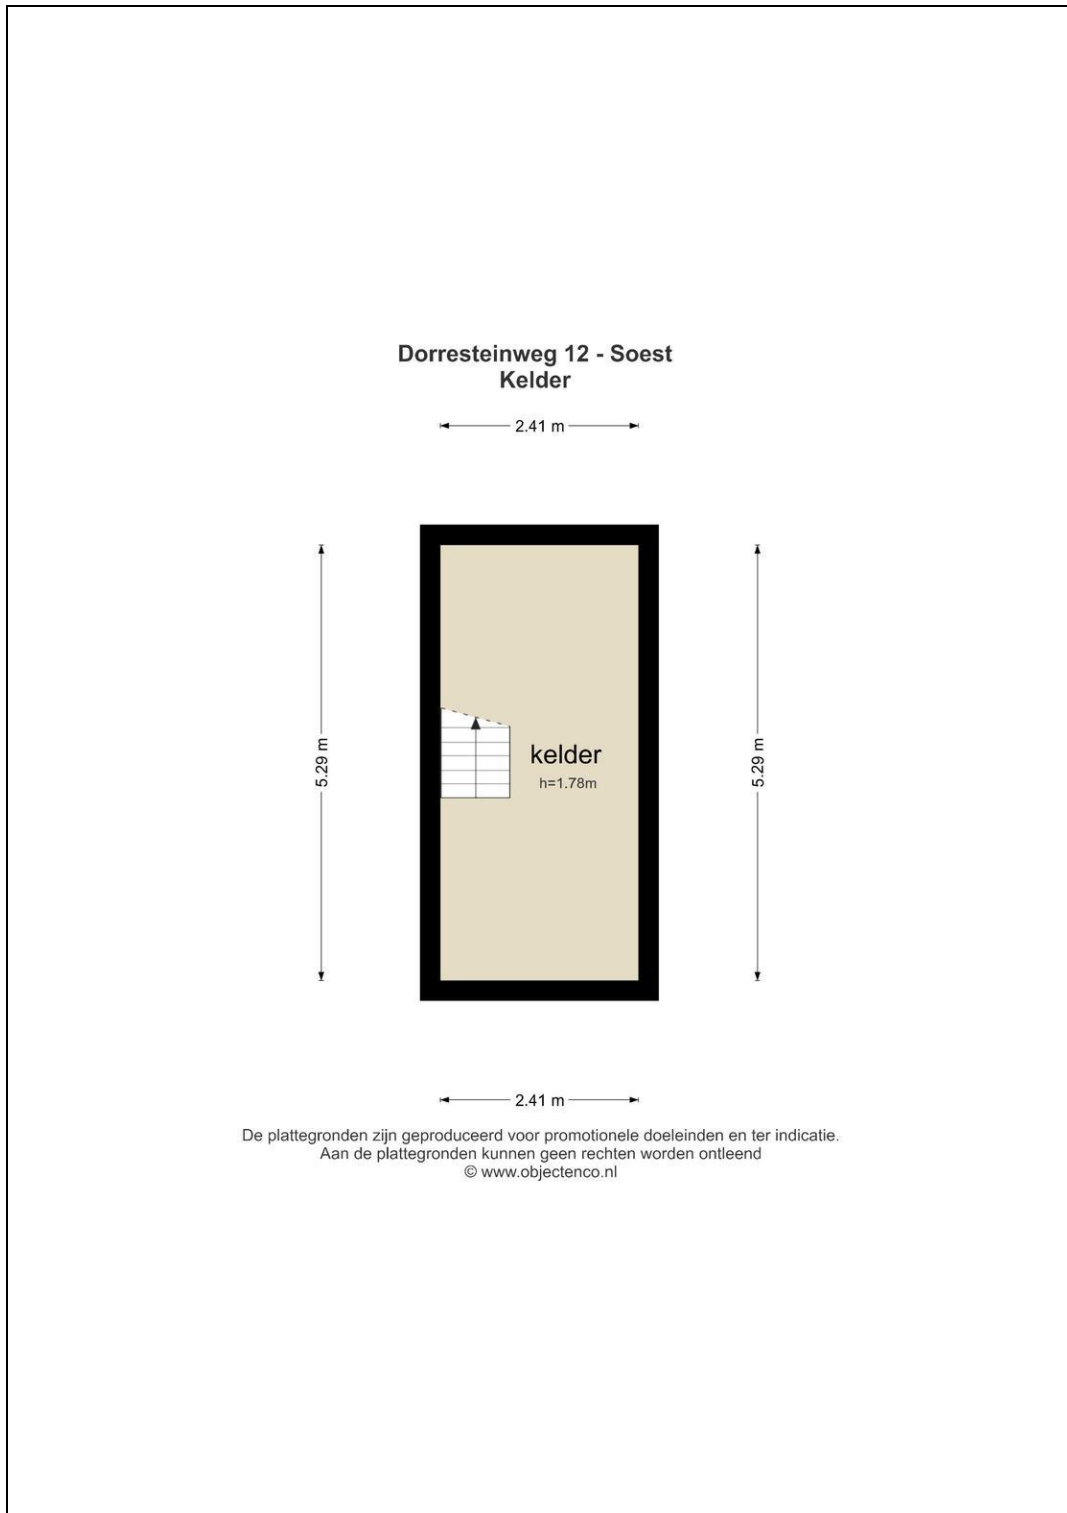 Dorresteinweg 12 - Soest
Kelder
2.41 m
5.29 m
kelder
h=1.78m
5.29 m
2.41 m
De plattegronden zijn geproduceerd voor promotionele doeleinden en ter indicatie.
Aan de plattegronden kunnen geen rechten worden ontleend
© www.objectenco.nl